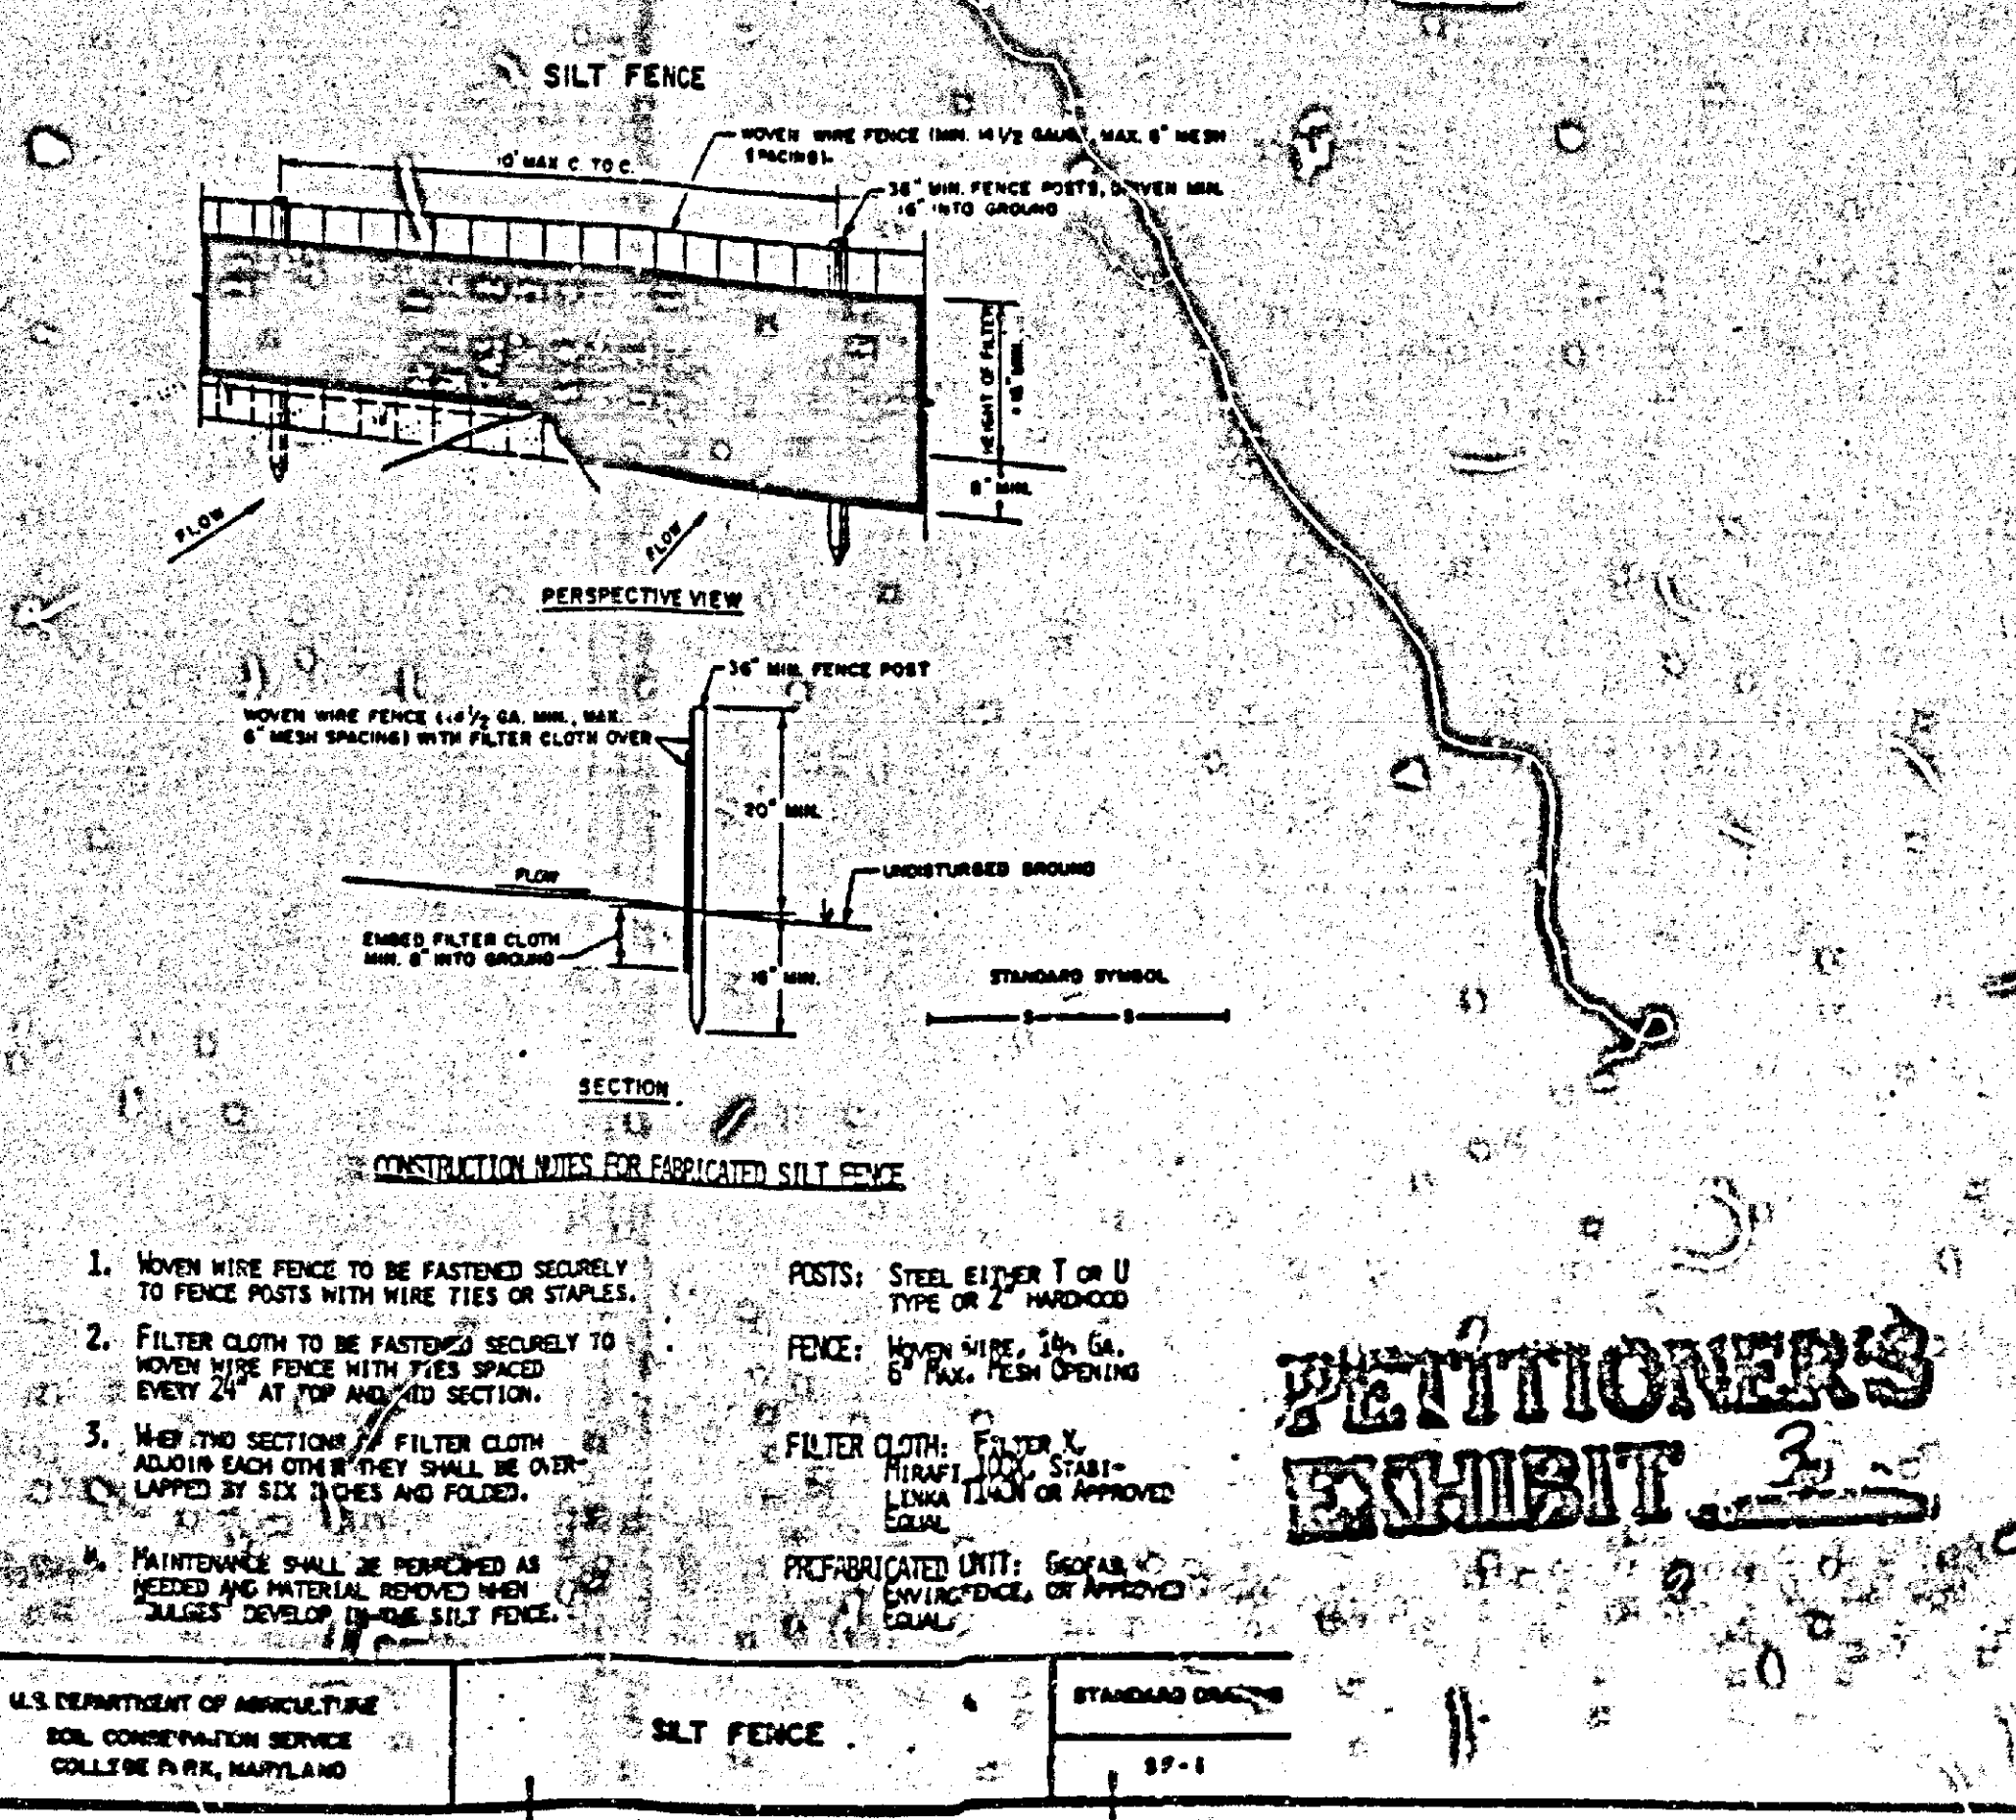 SILT FENCE
WOVEN WIRE FENCE (MIN. 14 1/2 GAUGE, MAX. 6" MESH
SPACING).
10' MAX C. TO C.
36" MIN. FENCE POSTS, DRIVEN MIN.
16" INTO GROUND
HEIGHT OF FILTER
MIN.
8" MIN.
FLOW
FLOW
PERSPECTIVE VIEW
36" MIN. FENCE POST
WOVEN WIRE FENCE (14 1/2 GA. MIN., MAX.
6" MESH SPACING) WITH FILTER CLOTH OVER
20" MIN.
FLOW
UNDISTURBED GROUND
EMBED FILTER CLOTH
MIN. 8" INTO GROUND
16" MIN.
STANDARD SYMBOL
S S
SECTION
CONSTRUCTION NOTES FOR FABRICATED SILT FENCE
1. WOVEN WIRE FENCE TO BE FASTENED SECURELY
TO FENCE POSTS WITH WIRE TIES OR STAPLES.
2. FILTER CLOTH TO BE FASTENED SECURELY TO
WOVEN WIRE FENCE WITH TIES SPACED
EVERY 24" AT TOP AND MID SECTION.
3. WHEN TWO SECTIONS OF FILTER CLOTH
ADJOIN EACH OTHER THEY SHALL BE OVER-
LAPPED BY SIX INCHES AND FOLDED.
4. MAINTENANCE SHALL BE PERFORMED AS
NEEDED AND MATERIAL REMOVED WHEN
"BULGES" DEVELOP IN THE SILT FENCE.
POSTS: STEEL EITHER T OR U
TYPE OR 2" HARDWOOD
FENCE: WOVEN WIRE, GA.
6" MAX. MESH OPENING
FILTER CLOTH: FILTER X,
MIRAFI 100X, STABI-
LINKA T140N OR APPROVED
EQUAL
PREFABRICATED UNIT: GEOFAB,
ENVIROFENCE, OR APPROVED
EQUAL.
PETITIONER'S
EXHIBIT 3
U.S. DEPARTMENT OF AGRICULTURE
SOIL CONSERVATION SERVICE
COLLEGE PARK, MARYLAND
SILT FENCE
STANDARD DRAWING
SF-1